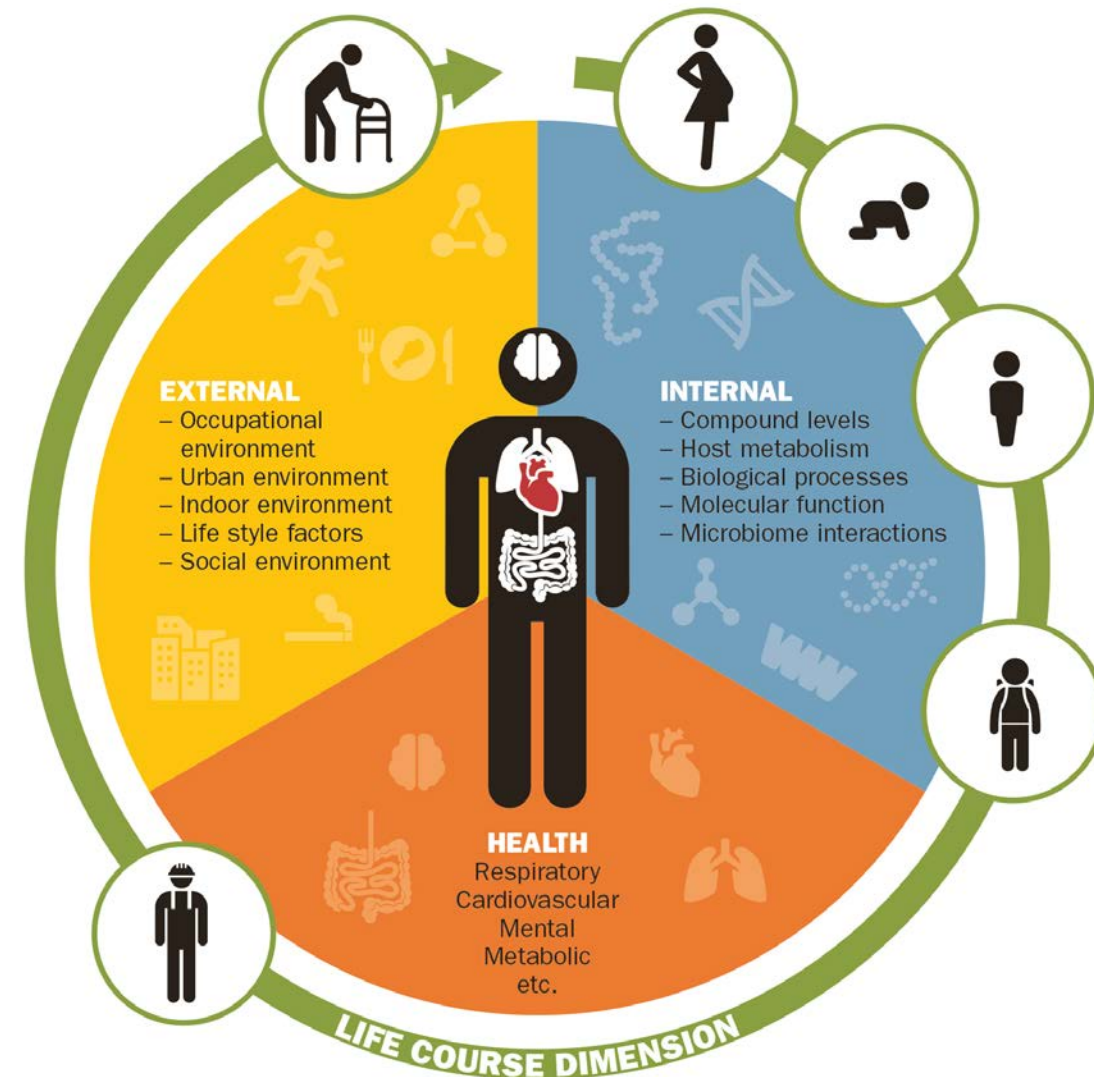 EXTERNAL
– Occupational
environment
– Urban environment
– Indoor environment
– Life style factors
– Social environment
INTERNAL
– Compound levels
– Host metabolism
– Biological processes
– Molecular function
– Microbiome interactions
HEALTH
Respiratory
Cardiovascular
Mental
Metabolic
etc.
LIFE COURSE DIMENSION